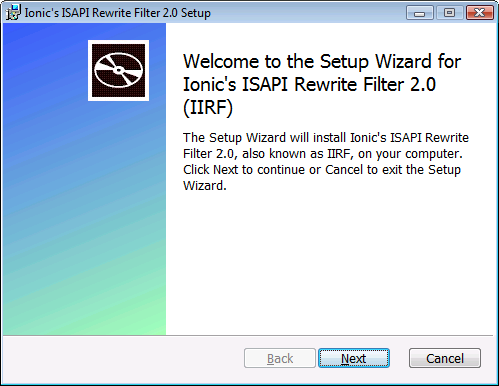 Ionic's ISAPI Rewrite Filter 2.0 Setup
Welcome to the Setup Wizard for
Ionic's ISAPI Rewrite Filter 2.0
(IIRF)
The Setup Wizard will install Ionic's ISAPI Rewrite
Filter 2.0, also known as IIRF, on your computer.
Click Next to continue or Cancel to exit the Setup
Wizard.
Back Next Cancel